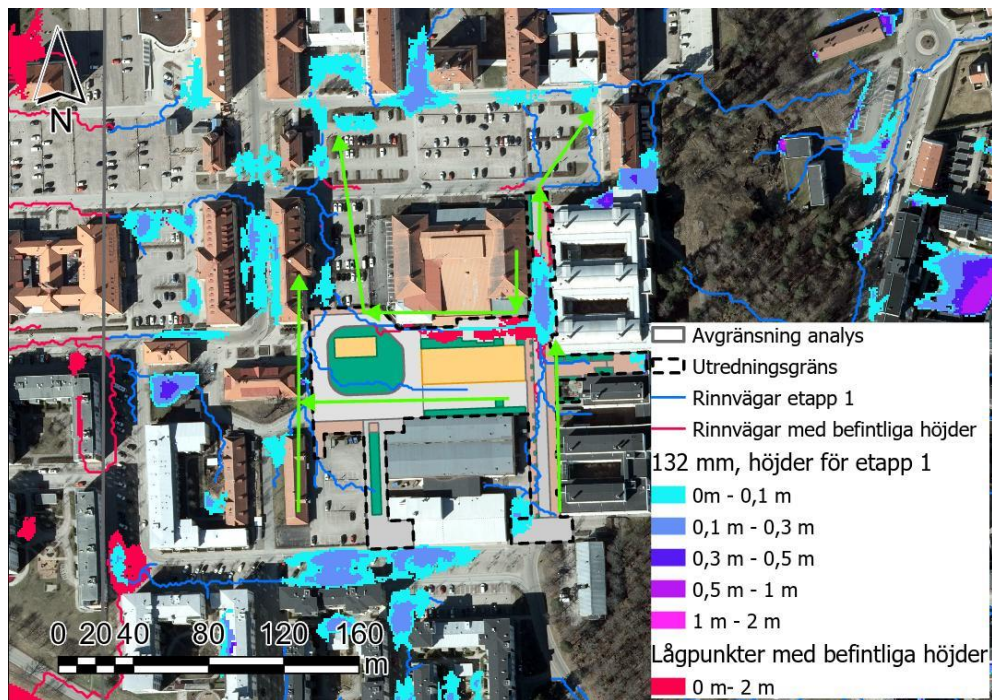 N
Avgränsning analys
Utredningsgräns
Rinnvägar etapp 1
Rinnvägar med befintliga höjder
132 mm, höjder för etapp 1
0m - 0,1 m
0,1 m - 0,3 m
0,3 m - 0,5 m
0,5 m - 1 m
1 m - 2 m
Lågpunkter med befintliga höjder
0 m- 2 m
0 20 40 80 120 160
m